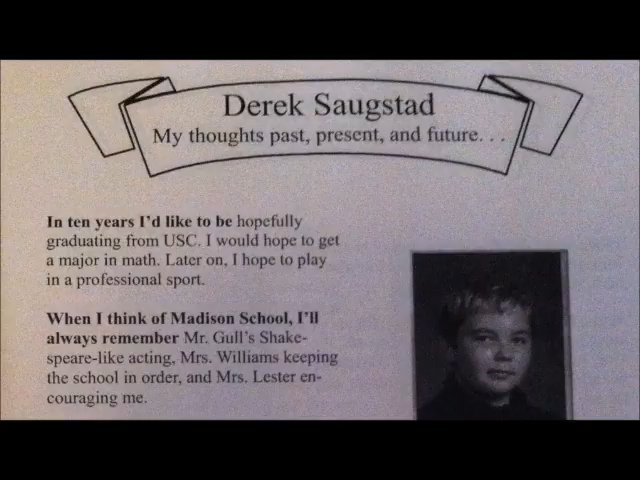 Derek Saugstad
My thoughts past, present, and future. . .
In ten years I'd like to be hopefully
graduating from USC. I would hope to get
a major in math. Later on, I hope to play
in a professional sport.
When I think of Madison School, I'll
always remember Mr. Gull's Shake-
speare-like acting, Mrs. Williams keeping
the school in order, and Mrs. Lester en-
couraging me.